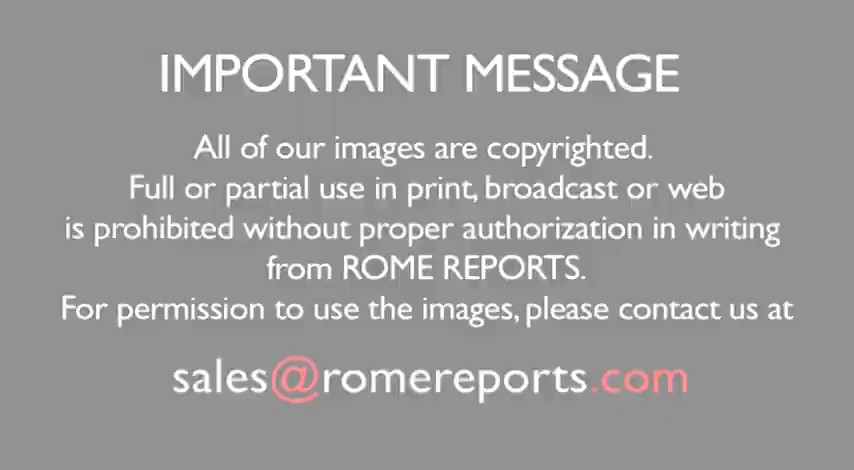 IMPORTANT MESSAGE
All of our images are copyrighted.
Full or partial use in print, broadcast or web
is prohibited without proper authorization in writing
from ROME REPORTS.
For permission to use the images, please contact us at
sales@romereports.com